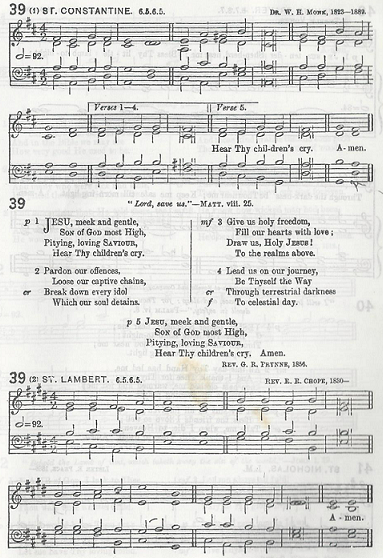 39 (1) ST. CONSTANTINE. 6.5.6.5. DR. W. H. MONK, 1823–1889.
=92.
Verses 1–4. Verse 5.
Hear Thy chil-dren's cry. A-men.
39 "Lord, save us."—MATT. viii. 25.
p 1 JESU, meek and gentle,
SON of GOD most High,
Pitying, loving SAVIOUR,
Hear Thy children's cry.
2 Pardon our offences,
Loose our captive chains,
cr Break down every idol
Which our soul detains.
mf 3 Give us holy freedom,
Fill our hearts with love;
Draw us, Holy JESUS!
To the realms above.
4 Lead us on our journey,
Be Thyself the Way
cr Through terrestrial darkness
f To celestial day.
p 5 JESU, meek and gentle,
SON of GOD most High,
Pitying, loving SAVIOUR,
Hear Thy children's cry. Amen.
REV. G. R. PRYNNE, 1856.
39 (2) ST. LAMBERT. 6.5.6.5. REV. R. R. CHOPE, 1830–
=92.
A-men.